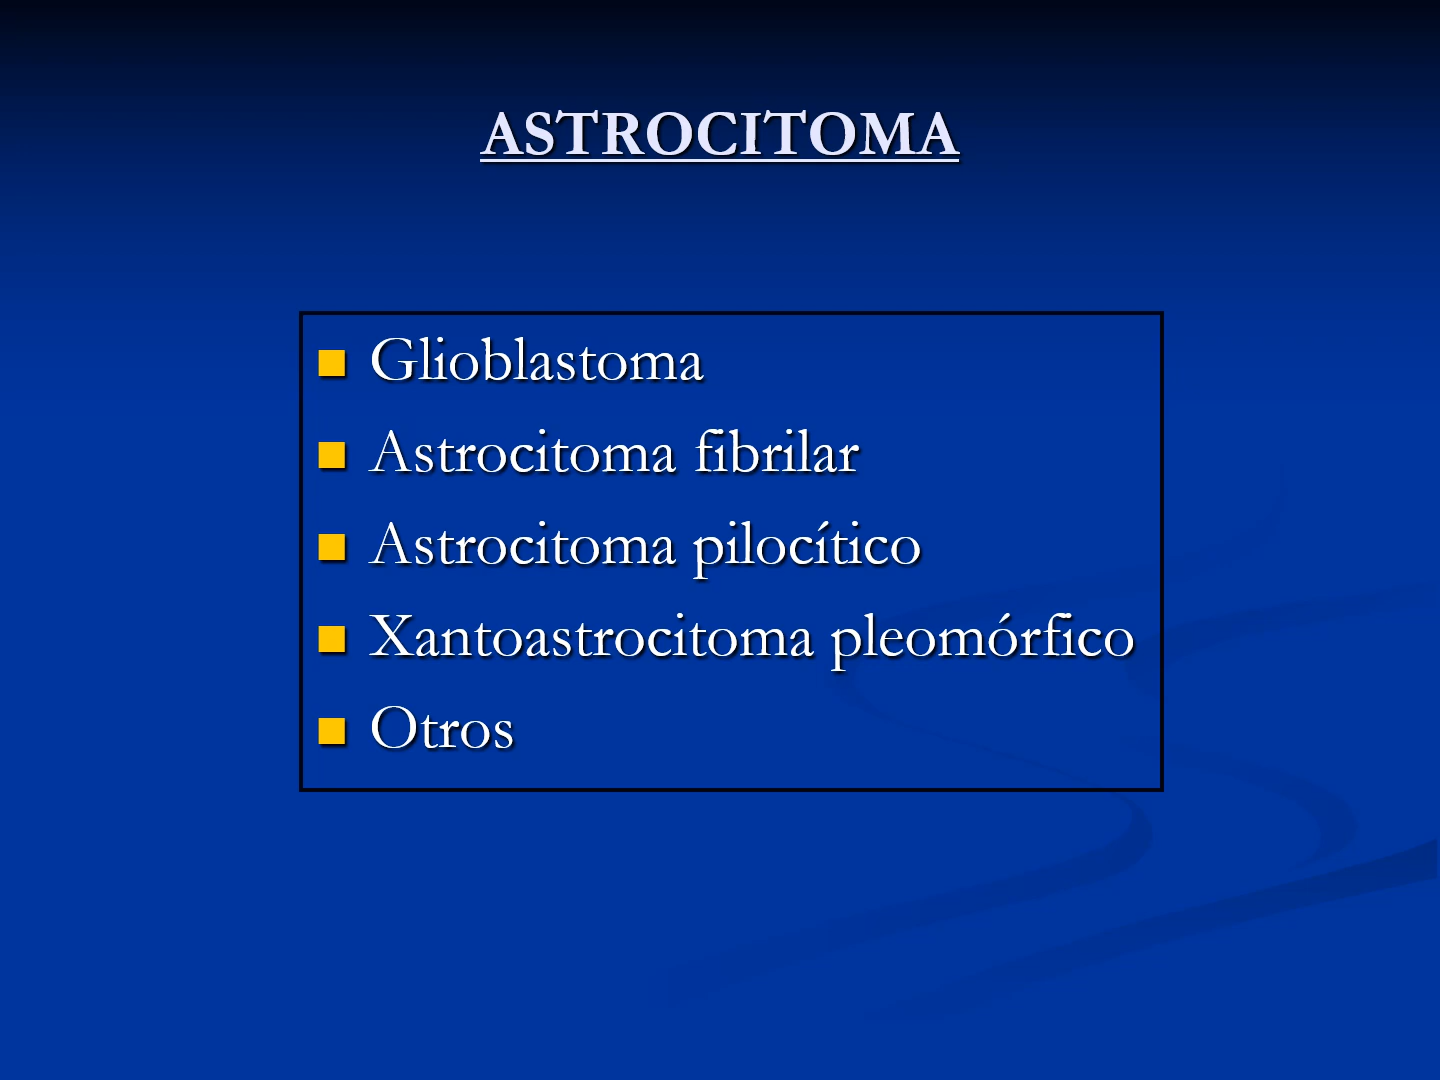 ASTROCITOMA
Glioblastoma
Astrocitoma fibrilar
Astrocitoma pilocítico
Xantoastrocitoma pleomórfico
Otros